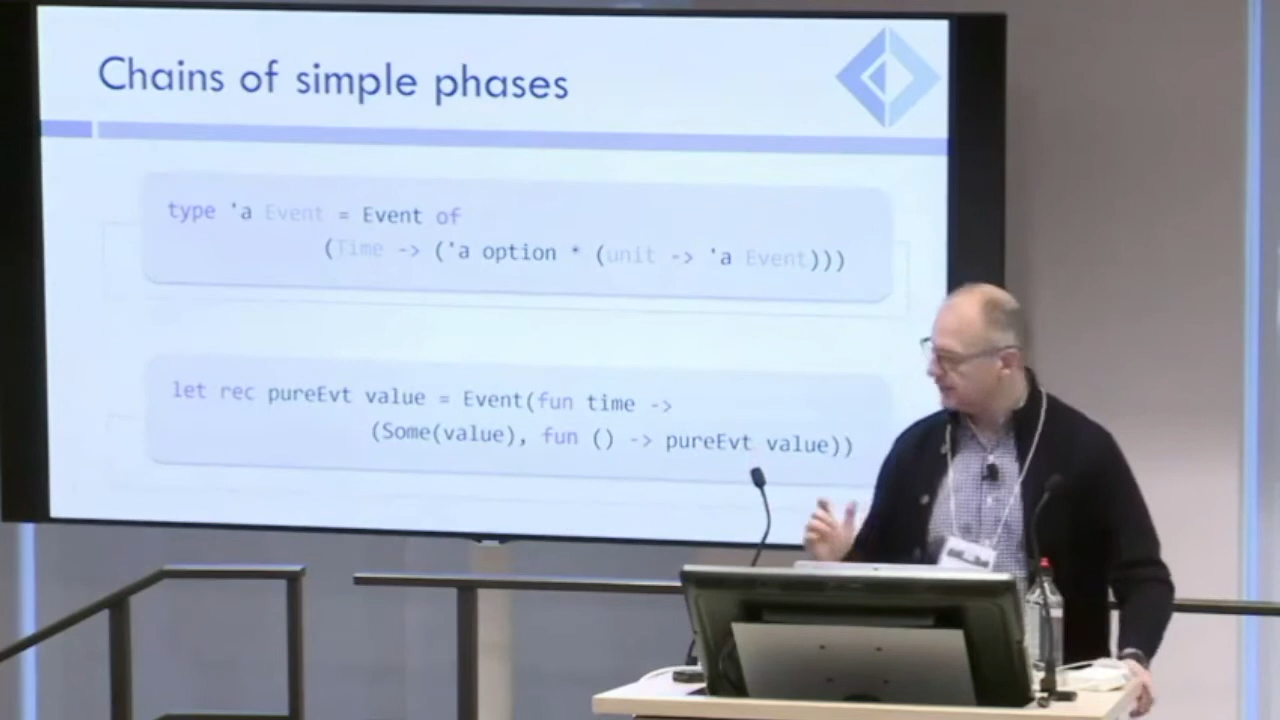 Chains of simple phases
type 'a Event = Event of
(Time -> ('a option * (unit -> 'a Event)))
let rec pureEvt value = Event(fun time ->
(Some(value), fun () -> pureEvt value))